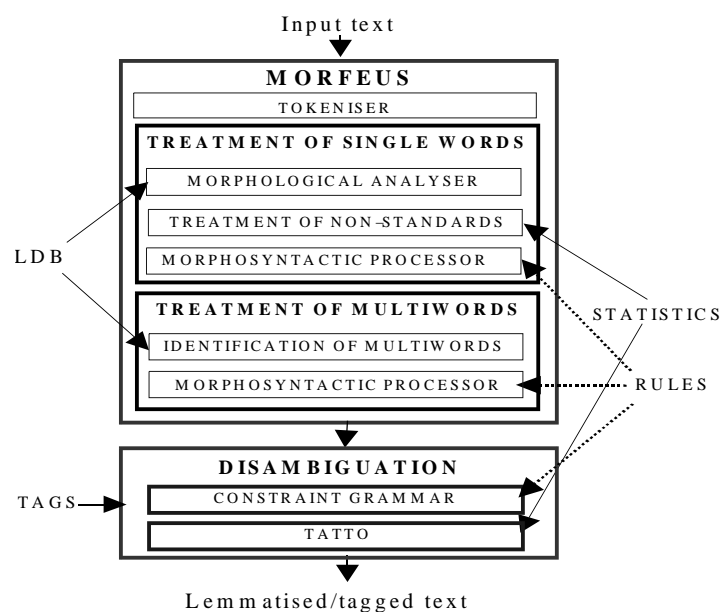 Input text
MORFEUS
TOKENISER
TREATMENT OF SINGLE WORDS
MORPHOLOGICAL ANALYSER
TREATMENT OF NON-STANDARDS
LDB
MORPHOSYNTACTIC PROCESSOR
TREATMENT OF MULTIWORDS
STATISTICS
IDENTIFICATION OF MULTIWORDS
MORPHOSYNTACTIC PROCESSOR
RULES
DISAMBIGUATION
TAGS
CONSTRAINT GRAMMAR
TATTO
Lemmatised/tagged text